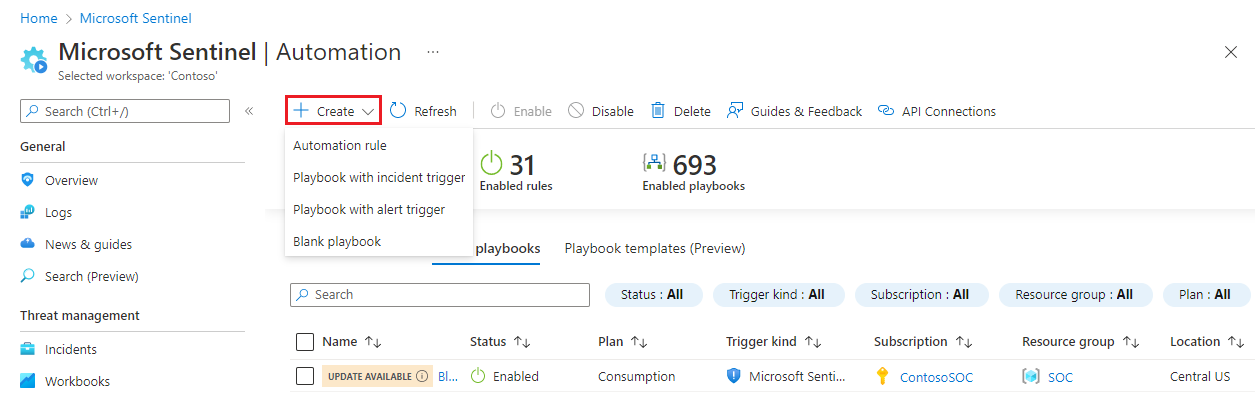 Home > Microsoft Sentinel
Microsoft Sentinel | Automation ...
Selected workspace: 'Contoso'
Search (Ctrl+/) «
Create Refresh Enable Disable Delete Guides & Feedback API Connections
General
Automation rule
Playbook with incident trigger
Playbook with alert trigger
Blank playbook
31
Enabled rules
693
Enabled playbooks
Overview
Logs
News & guides
Search (Preview)
Threat management
Incidents
Workbooks
playbooks Playbook templates (Preview)
Search Status : All Trigger kind : All Subscription : All Resource group : All Plan : All
Name ↑↓ Status ↑↓ Plan ↑↓ Trigger kind ↑↓ Subscription ↑↓ Resource group ↑↓ Location ↑↓
UPDATE AVAILABLE Bl... Enabled Consumption Microsoft Senti... ContosoSOC SOC Central US